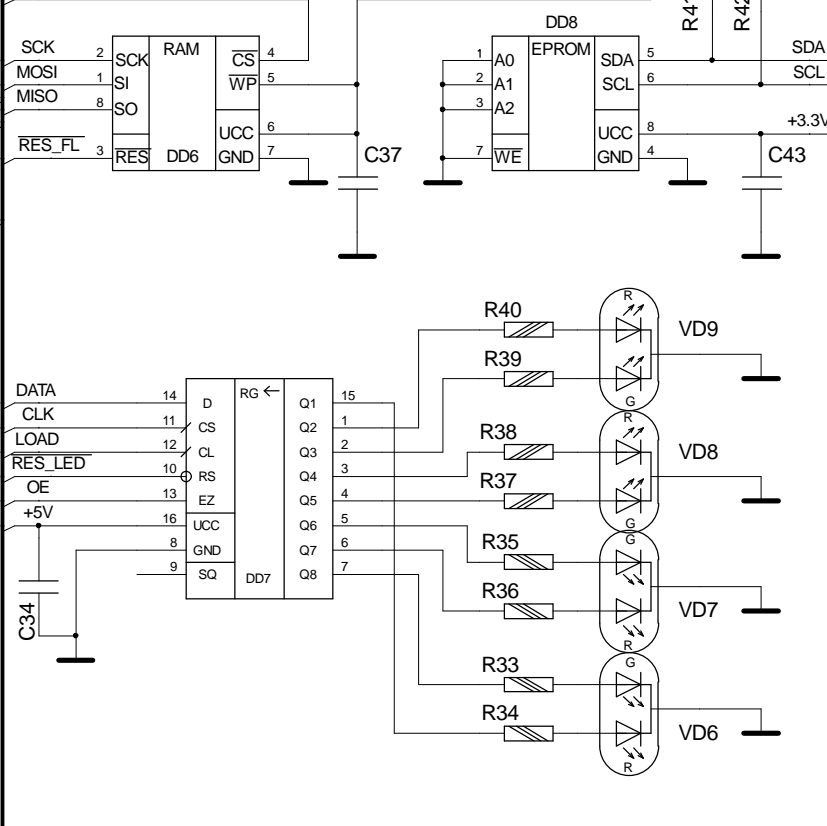 R41
R42
DD8
SCK
2
SCK
RAM
CS
4
1
A0
EPROM
SDA
5
SDA
MOSI
1
SI
WP
5
2
A1
SCL
6
SCL
MISO
8
SO
3
A2
UCC
6
UCC
8
+3.3V
RES_FL
3
RES
DD6
GND
7
C37
7
WE
GND
4
C43
R40
R
VD9
R39
G
DATA
14
D
RG
Q1
15
CLK
11
CS
Q2
1
LOAD
12
CL
Q3
2
RES_LED
10
RS
Q4
3
OE
13
EZ
Q5
4
+5V
16
UCC
Q6
5
8
GND
Q7
6
9
SQ
DD7
Q8
7
C34
R38
R
VD8
R37
G
G
R35
R36
VD7
R
G
R33
R34
VD6
R